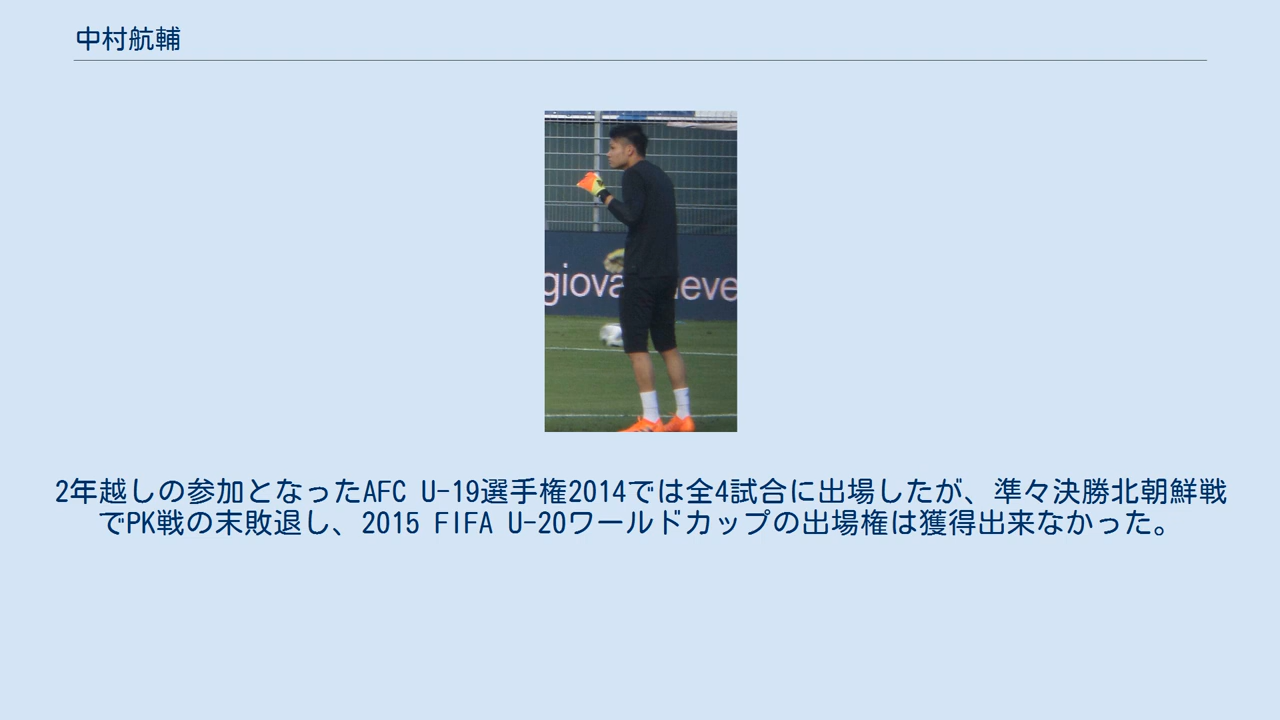 中村航輔
giova
eve
2年越しの参加となったAFC U-19選手権2014では全4試合に出場したが、準々決勝北朝鮮戦
でPK戦の末敗退し、2015 FIFA U-20ワールドカップの出場権は獲得出来なかった。